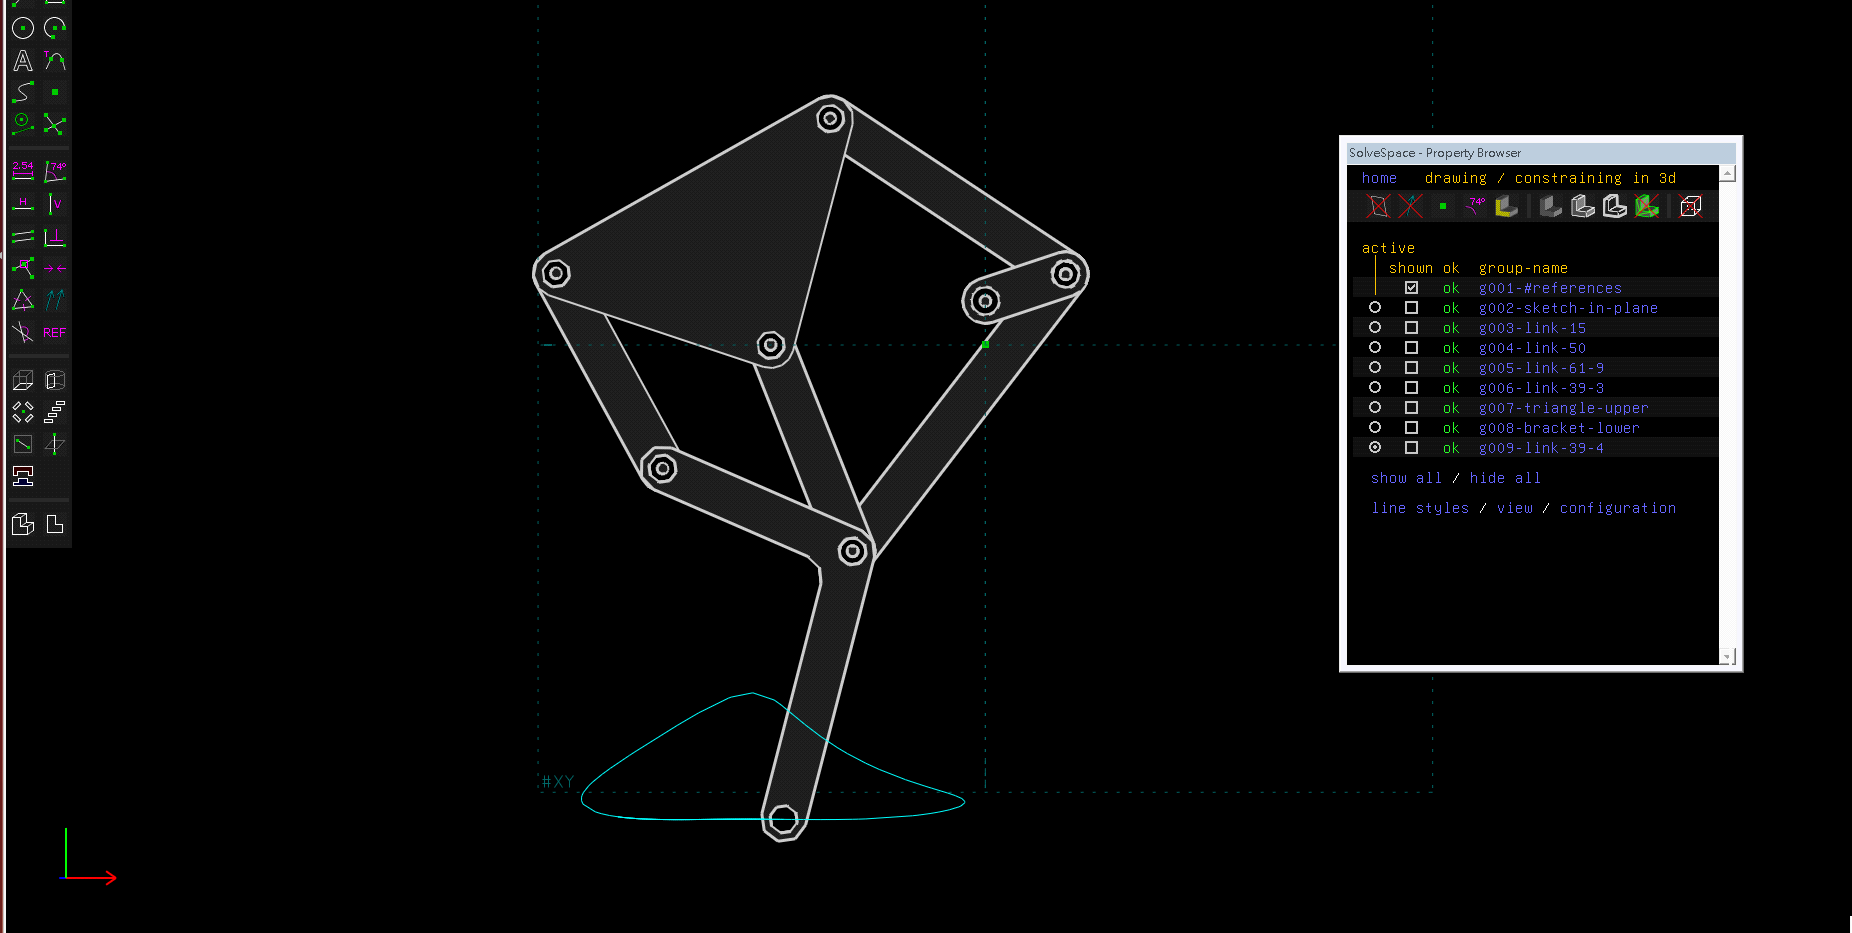 A
T
2.54 74°
H V
REF
#XY
SolveSpace - Property Browser
home drawing / constraining in 3d
74°
active
shown ok group-name
ok g001-#references
ok g002-sketch-in-plane
ok g003-link-15
ok g004-link-50
ok g005-link-61-9
ok g006-link-39-3
ok g007-triangle-upper
ok g008-bracket-lower
ok g009-link-39-4
show all / hide all
line styles / view / configuration